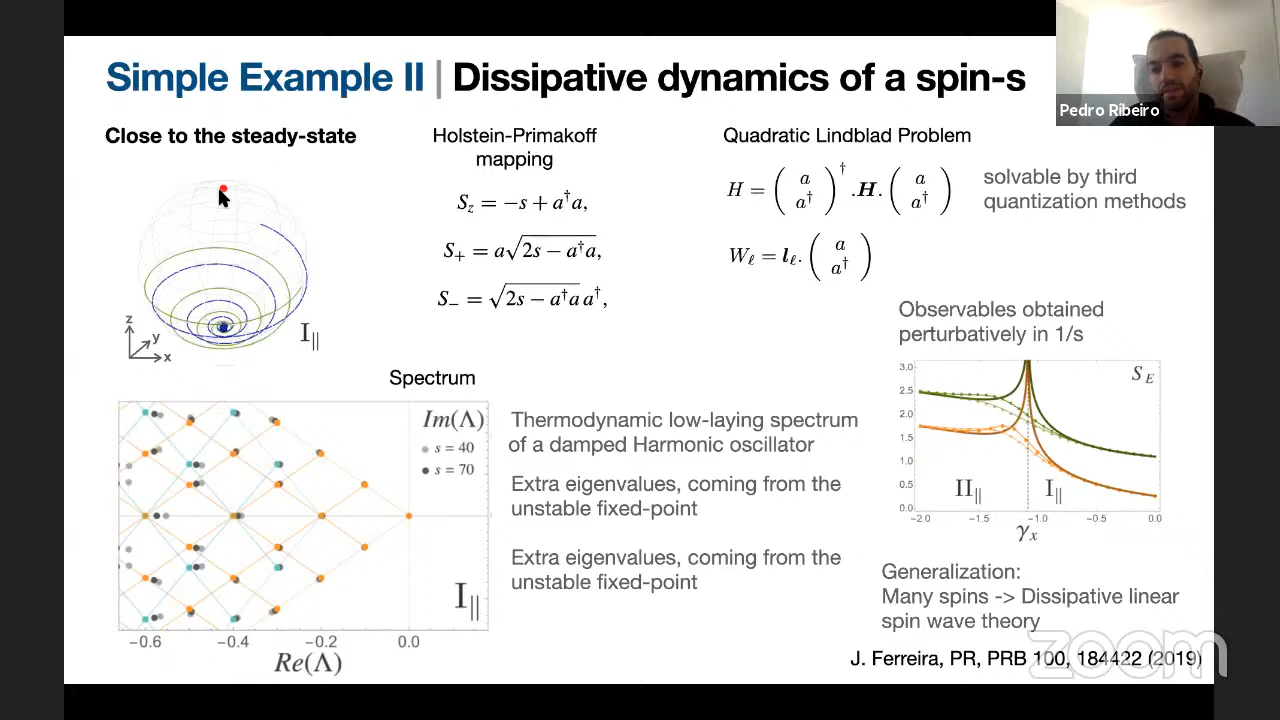 Simple Example II | Dissipative dynamics of a spin-s
Pedro Ribeiro
Close to the steady-state
z
y
x
I∥
Holstein-Primakoff
mapping
S_z = −s + a†a,
S_+ = a√(2s − a†a),
S_− = √(2s − a†a) a†,
Quadratic Lindblad Problem
H = ( a a† )† .H. ( a a† )
W_ℓ = l_ℓ. ( a a† )
solvable by third
quantization methods
Observables obtained
perturbatively in 1/s
Spectrum
Im(Λ)
s = 40
s = 70
I∥
−0.6 −0.4 −0.2 0.0
Re(Λ)
Thermodynamic low-laying spectrum
of a damped Harmonic oscillator
Extra eigenvalues, coming from the
unstable fixed-point
Extra eigenvalues, coming from the
unstable fixed-point
S_E
3.0
2.5
2.0
1.5
1.0
0.5
0.0
II∥ I∥
−2.0 −1.5 −1.0 −0.5 0.0
γ_x
Generalization:
Many spins -> Dissipative linear
spin wave theory
J. Ferreira, PR, PRB 100, 184422 (2019)
zoom